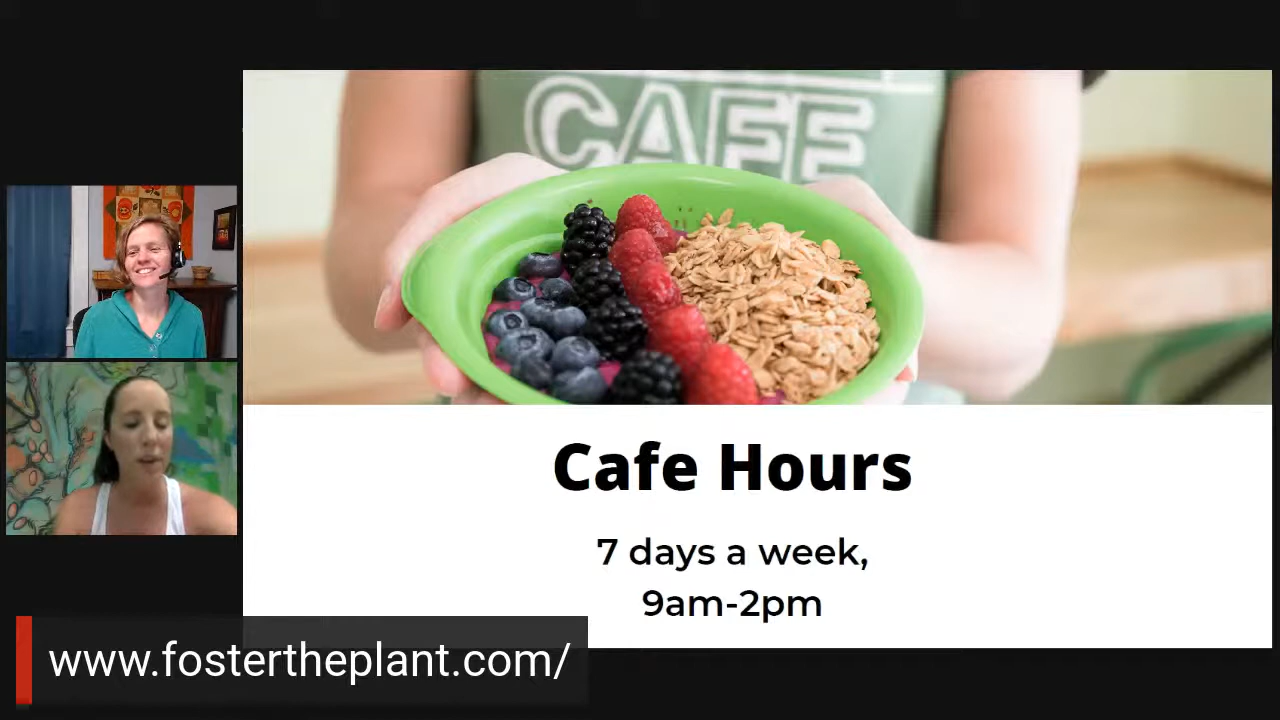 CAFE
Cafe Hours
7 days a week,
9am-2pm
www.fostertheplant.com/